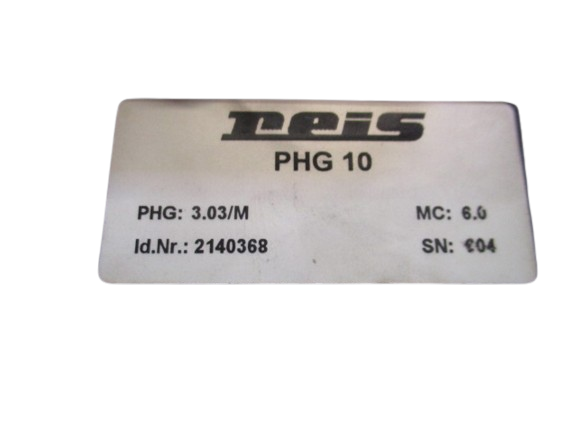 reis
PHG 10
PHG: 3.03/M MC: 6.0
Id.Nr.: 2140368 SN: